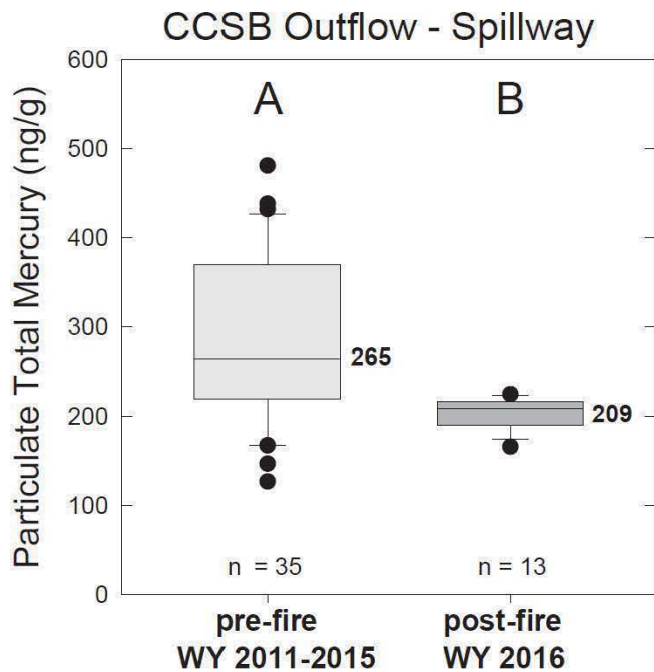 CCSB Outflow - Spillway
Particulate Total Mercury (ng/g)
600
500
400
300
200
100
0
A
B
265
209
n = 35
n = 13
pre-fire
WY 2011-2015
post-fire
WY 2016